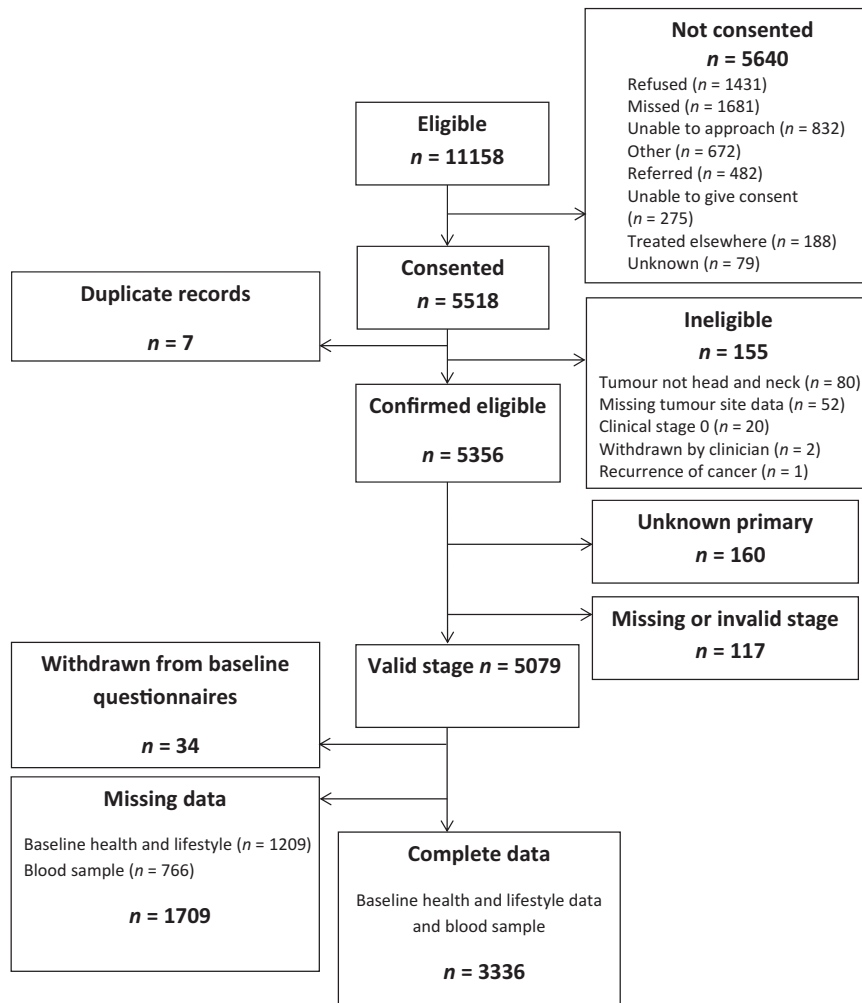 Not consented
n = 5640
Refused (n = 1431)
Missed (n = 1681)
Unable to approach (n = 832)
Other (n = 672)
Referred (n = 482)
Unable to give consent
(n = 275)
Treated elsewhere (n = 188)
Unknown (n = 79)
Eligible
n = 11158
Consented
n = 5518
Duplicate records
n = 7
Ineligible
n = 155
Tumour not head and neck (n = 80)
Missing tumour site data (n = 52)
Clinical stage 0 (n = 20)
Withdrawn by clinician (n = 2)
Recurrence of cancer (n = 1)
Confirmed eligible
n = 5356
Unknown primary
n = 160
Missing or invalid stage
n = 117
Valid stage n = 5079
Withdrawn from baseline
questionnaires
n = 34
Missing data
Baseline health and lifestyle (n = 1209)
Blood sample (n = 766)
n = 1709
Complete data
Baseline health and lifestyle data
and blood sample
n = 3336